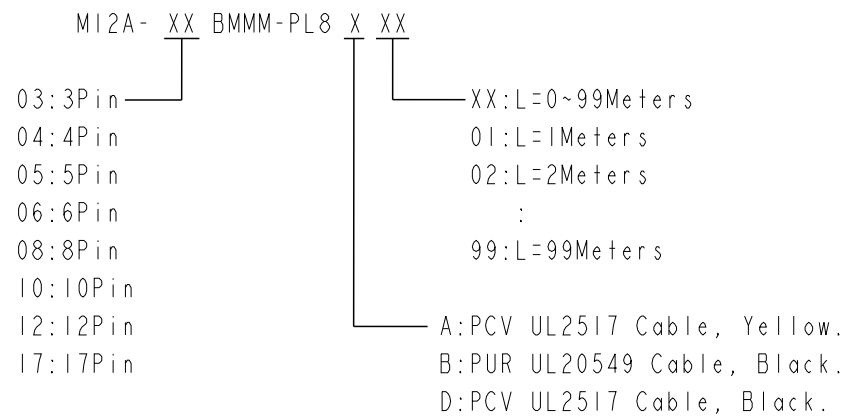 M12A- XX BMMM-PL8 X XX
03:3Pin
04:4Pin
05:5Pin
06:6Pin
08:8Pin
10:10Pin
12:12Pin
17:17Pin
XX:L=0~99Meters
01:L=1Meters
02:L=2Meters
:
99:L=99Meters
A:PCV UL2517 Cable, Yellow.
B:PUR UL20549 Cable, Black.
D:PCV UL2517 Cable, Black.